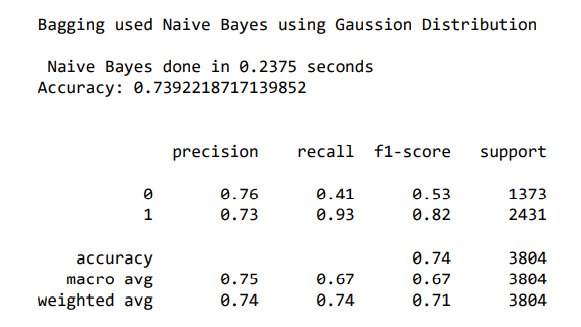 Bagging used Naive Bayes using Gaussion Distribution
Naive Bayes done in 0.2375 seconds
Accuracy: 0.7392218717139852
precision recall f1-score support
0 0.76 0.41 0.53 1373
1 0.73 0.93 0.82 2431
accuracy 0.74 3804
macro avg 0.75 0.67 0.67 3804
weighted avg 0.74 0.74 0.71 3804